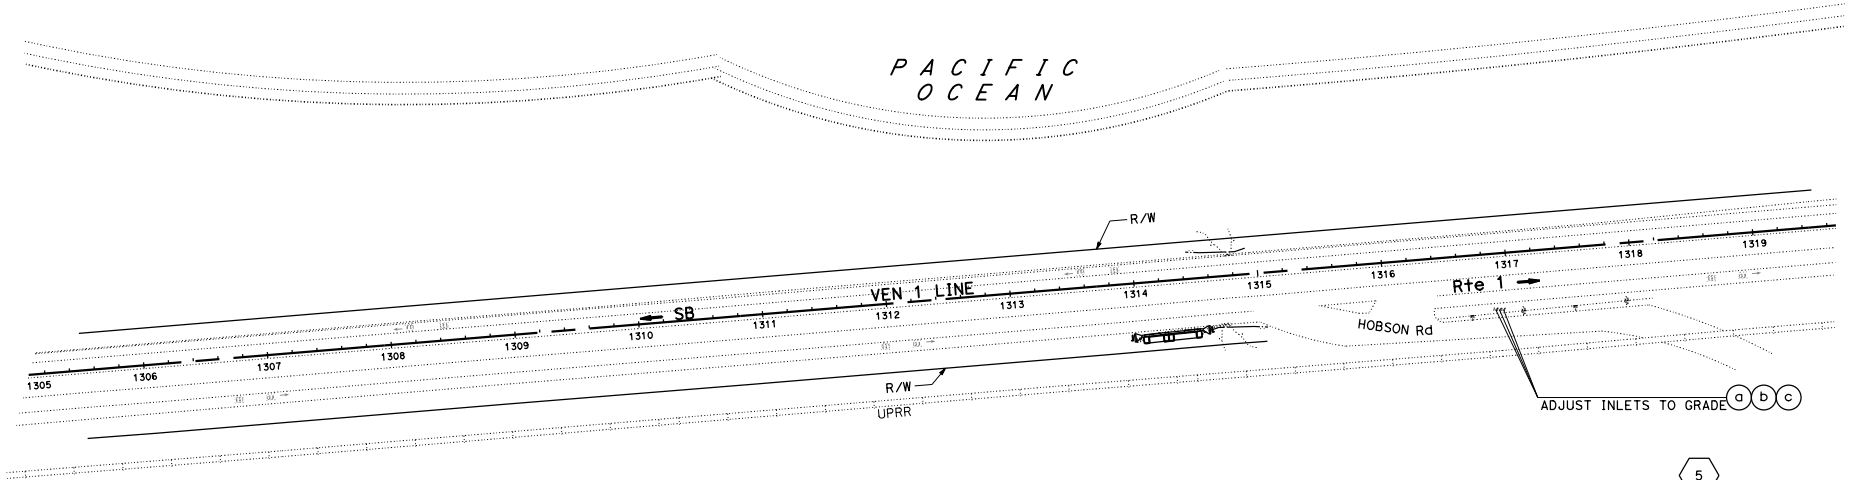 PACIFIC
OCEAN
R/W
1319
1318
1317
1316
1315
1314
1313
1312
1311
1310
1309
1308
1307
1306
1305
VEN 1 LINE
Rte 1
SB
HOBSON Rd
R/W
UPRR
ADJUST INLETS TO GRADE a b c
5